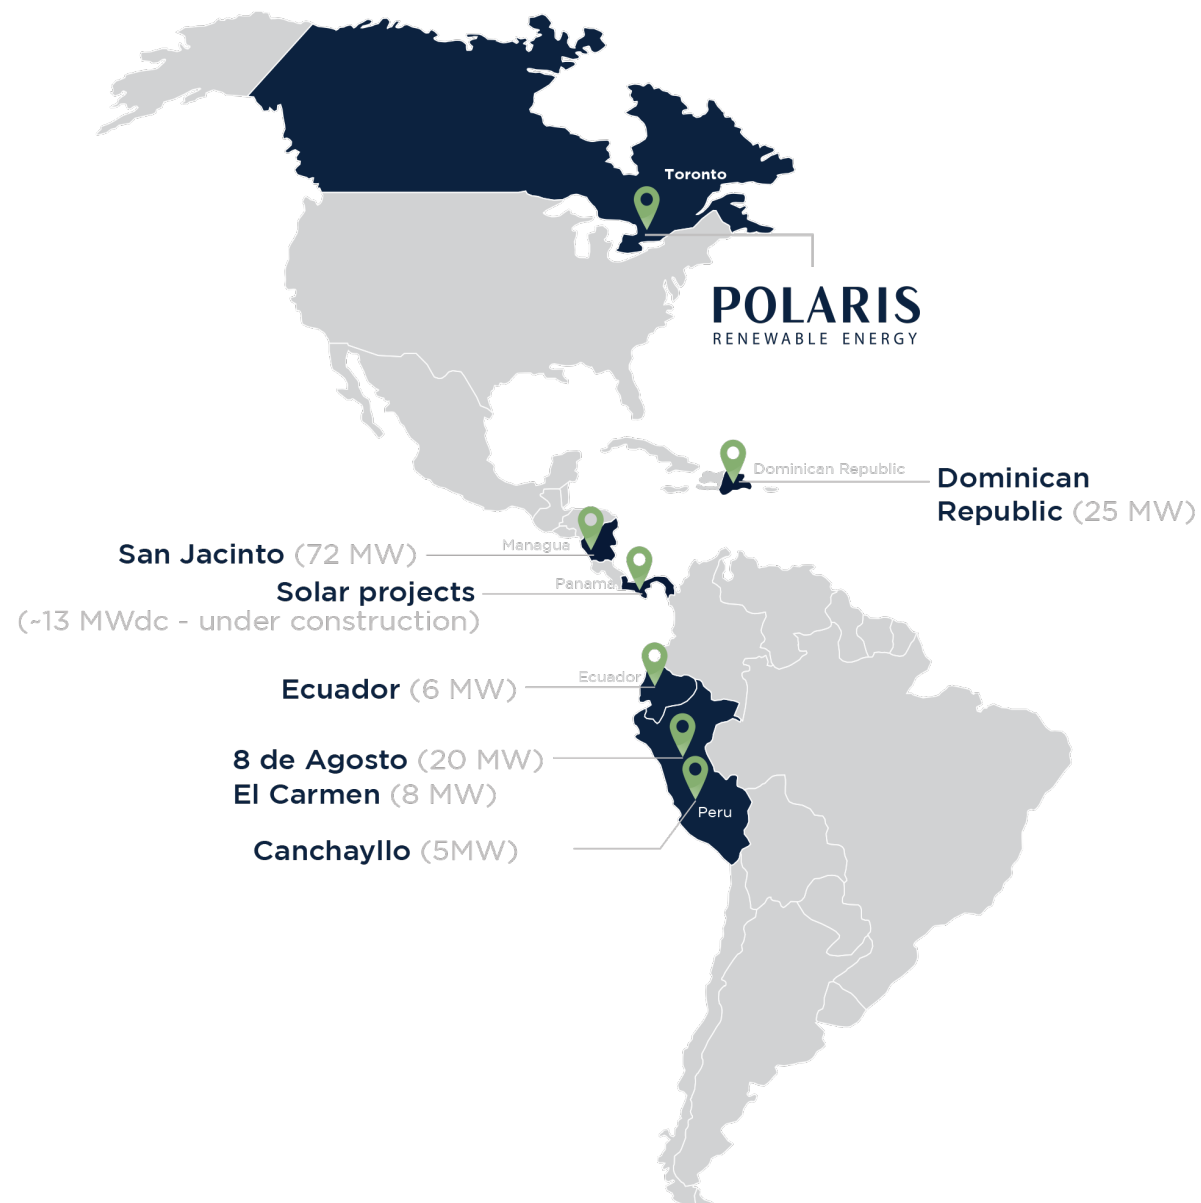 Toronto
POLARIS
RENEWABLE ENERGY
Dominican Republic
Dominican
Republic (25 MW)
Managua
San Jacinto (72 MW)
Panama
Solar projects
(~13 MWdc - under construction)
Ecuador
Ecuador (6 MW)
8 de Agosto (20 MW)
El Carmen (8 MW)
Peru
Canchayllo (5MW)